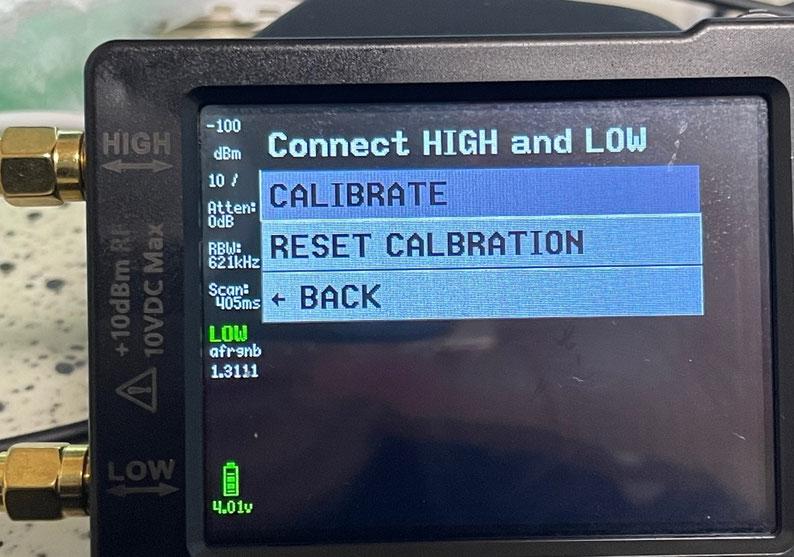 HIGH
+10dBm RF
10VDC Max
LOW
-100
dBm
10 /
Atten:
0dB
RBW:
621kHz
Scan:
405ms
LOW
afrgnb
1.3111
4.01v
Connect HIGH and LOW
CALIBRATE
RESET CALBRATION
← BACK